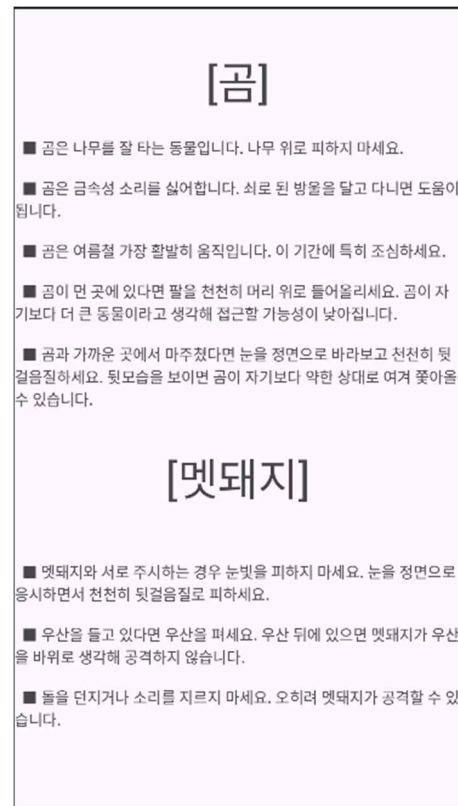 [곰]
■ 곰은 나무를 잘 타는 동물입니다. 나무 위로 피하지 마세요.
■ 곰은 금속성 소리를 싫어합니다. 쇠로 된 방울을 달고 다니면 도움이
됩니다.
■ 곰은 여름철 가장 활발히 움직입니다. 이 기간에 특히 조심하세요.
■ 곰이 먼 곳에 있다면 팔을 천천히 머리 위로 들어올리세요. 곰이 자
기보다 더 큰 동물이라고 생각해 접근할 가능성이 낮아집니다.
■ 곰과 가까운 곳에서 마주쳤다면 눈을 정면으로 바라보고 천천히 뒷
걸음질하세요. 뒷모습을 보이면 곰이 자기보다 약한 상대로 여겨 쫓아올
수 있습니다.
[멧돼지]
■ 멧돼지와 서로 주시하는 경우 눈빛을 피하지 마세요. 눈을 정면으로
응시하면서 천천히 뒷걸음질로 피하세요.
■ 우산을 들고 있다면 우산을 펴세요. 우산 뒤에 있으면 멧돼지가 우산
을 바위로 생각해 공격하지 않습니다.
■ 돌을 던지거나 소리를 지르지 마세요. 오히려 멧돼지가 공격할 수 있
습니다.